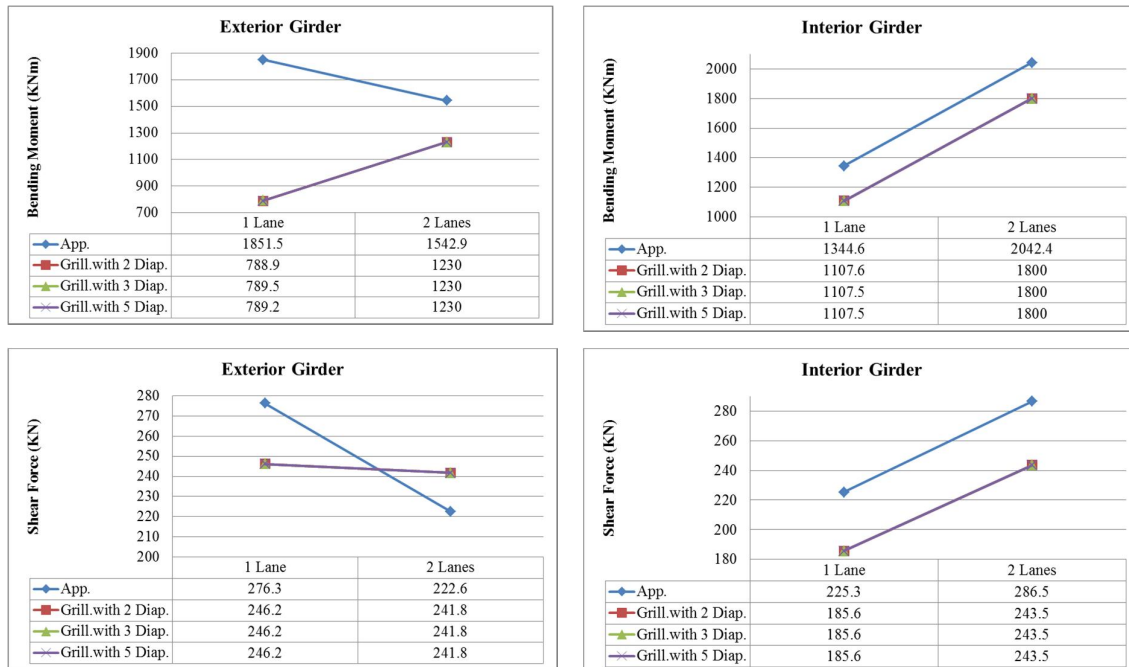 Exterior Girder
Bending Moment (KNm)
1900
1700
1500
1300
1100
900
700
1 Lane 2 Lanes
App. 1851.5 1542.9
Grill.with 2 Diap. 788.9 1230
Grill.with 3 Diap. 789.5 1230
Grill.with 5 Diap. 789.2 1230
Interior Girder
Bending Moment (KNm)
2000
1800
1600
1400
1200
1000
1 Lane 2 Lanes
App. 1344.6 2042.4
Grill.with 2 Diap. 1107.6 1800
Grill.with 3 Diap. 1107.5 1800
Grill.with 5 Diap. 1107.5 1800
Exterior Girder
Shear Force (KN)
280
270
260
250
240
230
220
210
200
1 Lane 2 Lanes
App. 276.3 222.6
Grill.with 2 Diap. 246.2 241.8
Grill.with 3 Diap. 246.2 241.8
Grill.with 5 Diap. 246.2 241.8
Interior Girder
Shear Force (KN)
280
260
240
220
200
180
1 Lane 2 Lanes
App. 225.3 286.5
Grill.with 2 Diap. 185.6 243.5
Grill.with 3 Diap. 185.6 243.5
Grill.with 5 Diap. 185.6 243.5